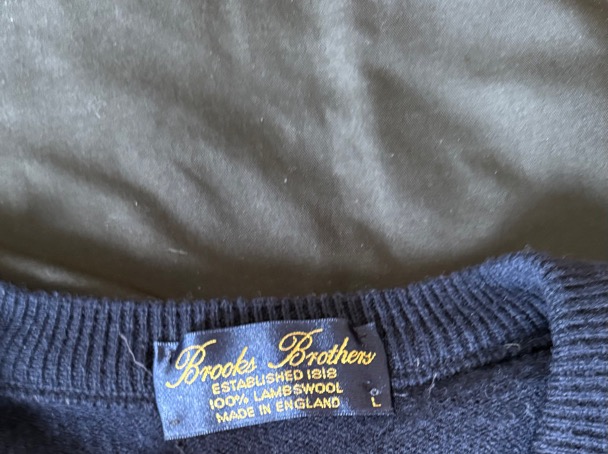 Brooks Brothers
ESTABLISHED 1818
100% LAMBSWOOL
MADE IN ENGLAND
L